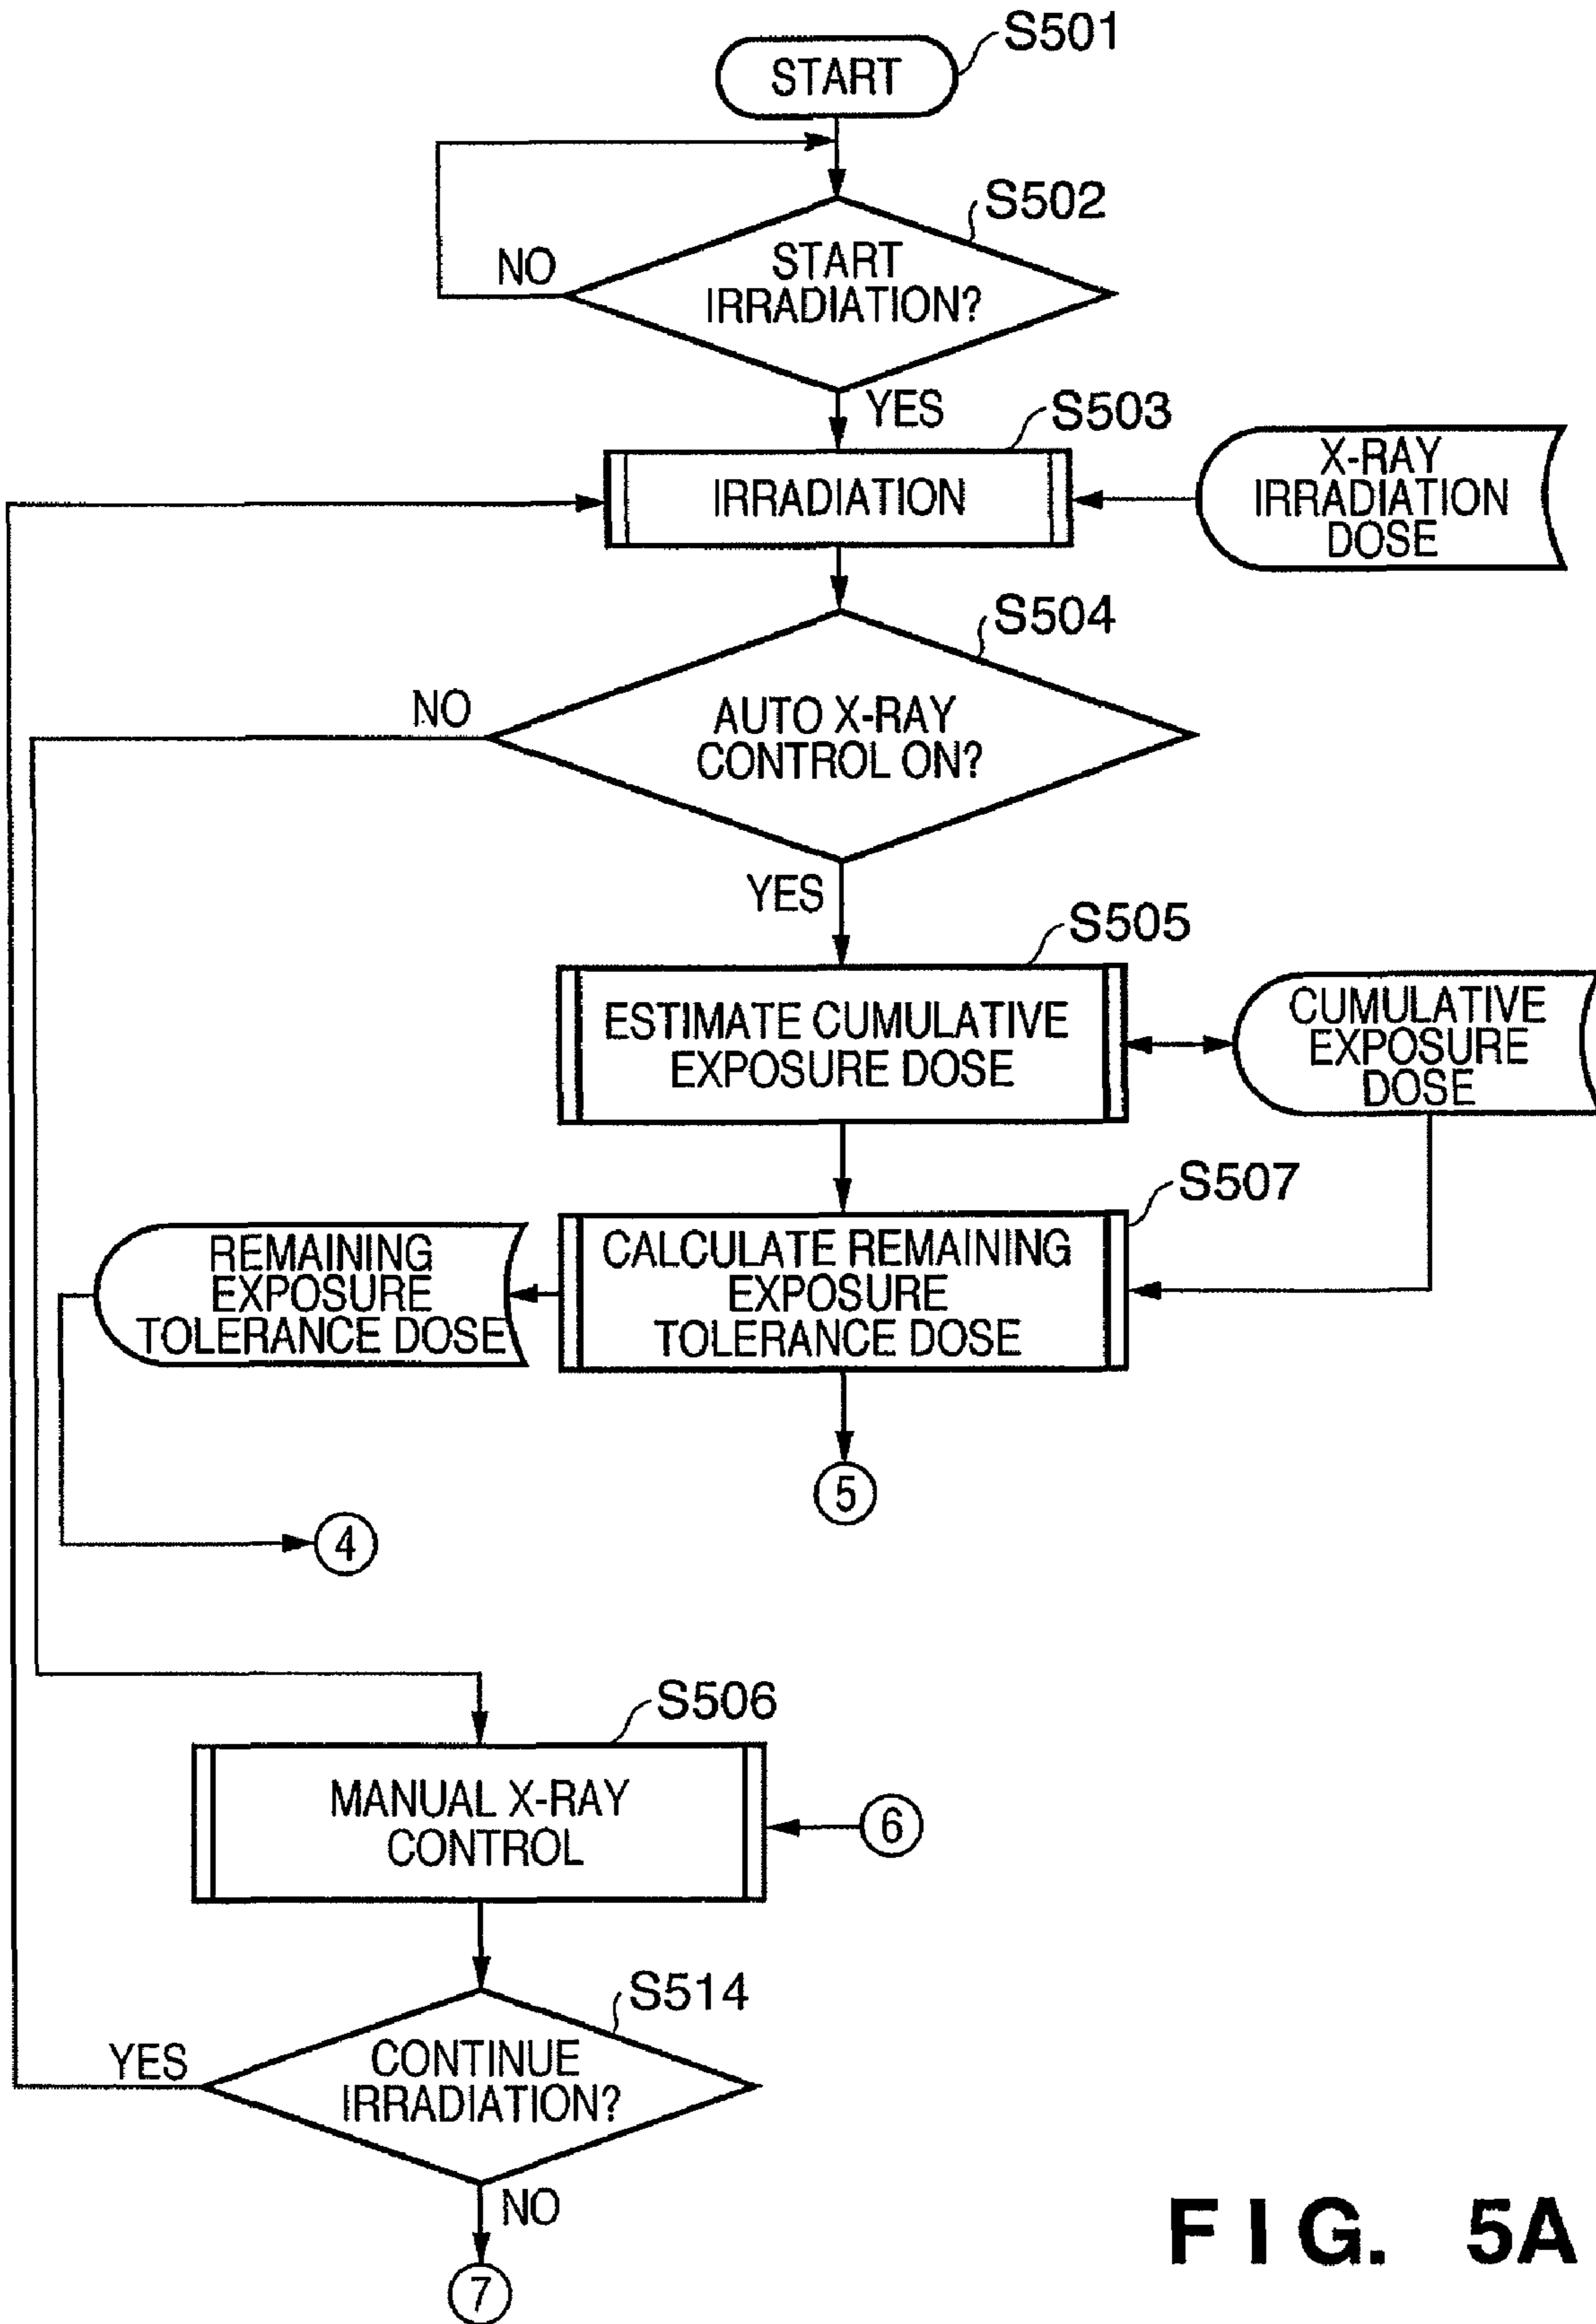 START
S501
S502
START
IRRADIATION?
NO
YES
S503
IRRADIATION
X-RAY
IRRADIATION
DOSE
S504
NO
AUTO X-RAY
CONTROL ON?
YES
S505
ESTIMATE CUMULATIVE
EXPOSURE DOSE
CUMULATIVE
EXPOSURE
DOSE
S507
REMAINING
EXPOSURE
TOLERANCE DOSE
CALCULATE REMAINING
EXPOSURE
TOLERANCE DOSE
5
4
S506
MANUAL X-RAY
CONTROL
6
S514
YES
CONTINUE
IRRADIATION?
NO
7
FIG. 5A